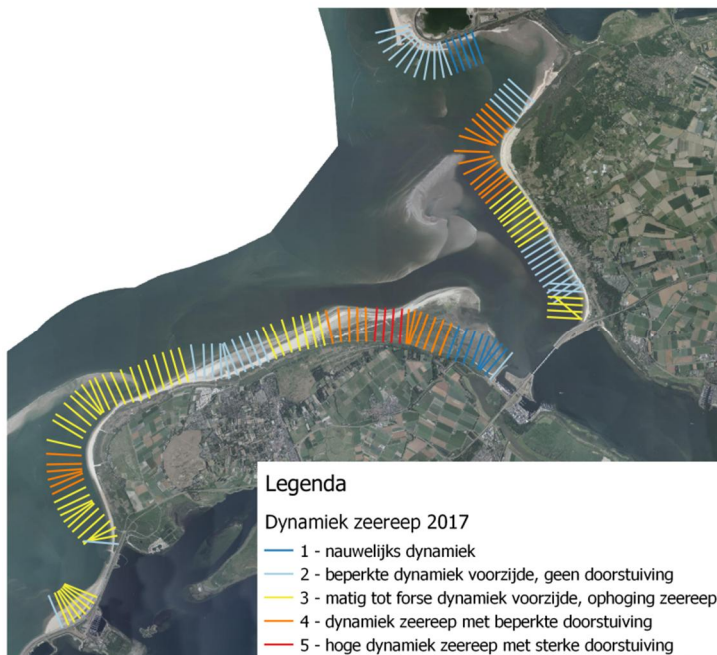 Legenda
Dynamiek zeereep 2017
1 - nauwelijks dynamiek
2 - beperkte dynamiek voorzijde, geen doorstuiving
3 - matig tot forse dynamiek voorzijde, ophoging zeereep
4 - dynamiek zeereep met beperkte doorstuiving
5 - hoge dynamiek zeereep met sterke doorstuiving